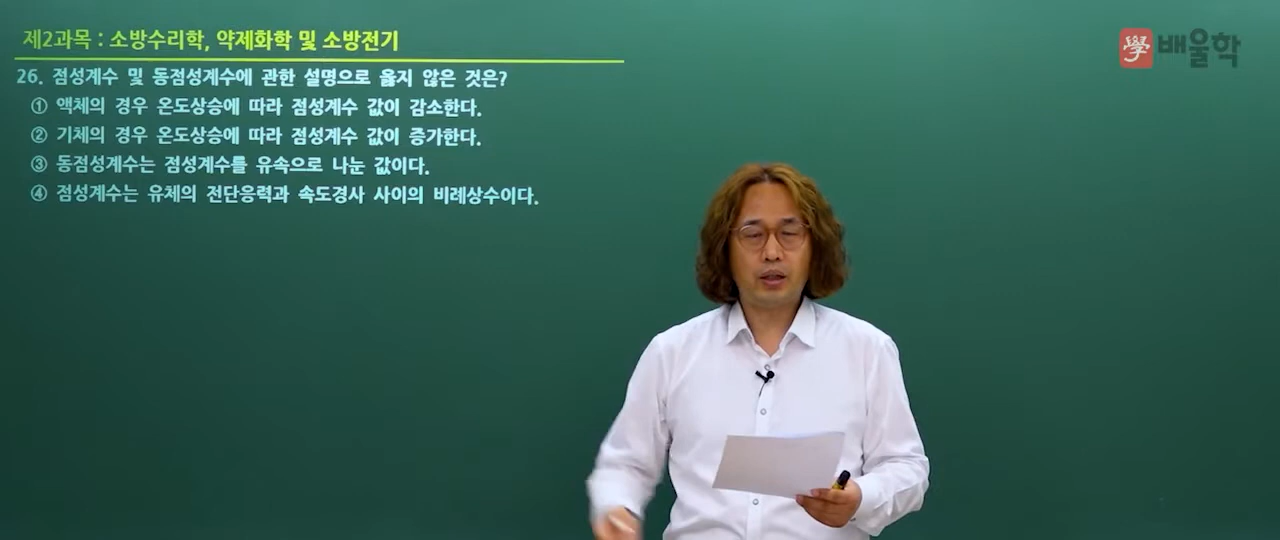 제2과목 : 소방수리학, 약제화학 및 소방전기
學 배울학
26. 점성계수 및 동점성계수에 관한 설명으로 옳지 않은 것은?
① 액체의 경우 온도상승에 따라 점성계수 값이 감소한다.
② 기체의 경우 온도상승에 따라 점성계수 값이 증가한다.
③ 동점성계수는 점성계수를 유속으로 나눈 값이다.
④ 점성계수는 유체의 전단응력과 속도경사 사이의 비례상수이다.